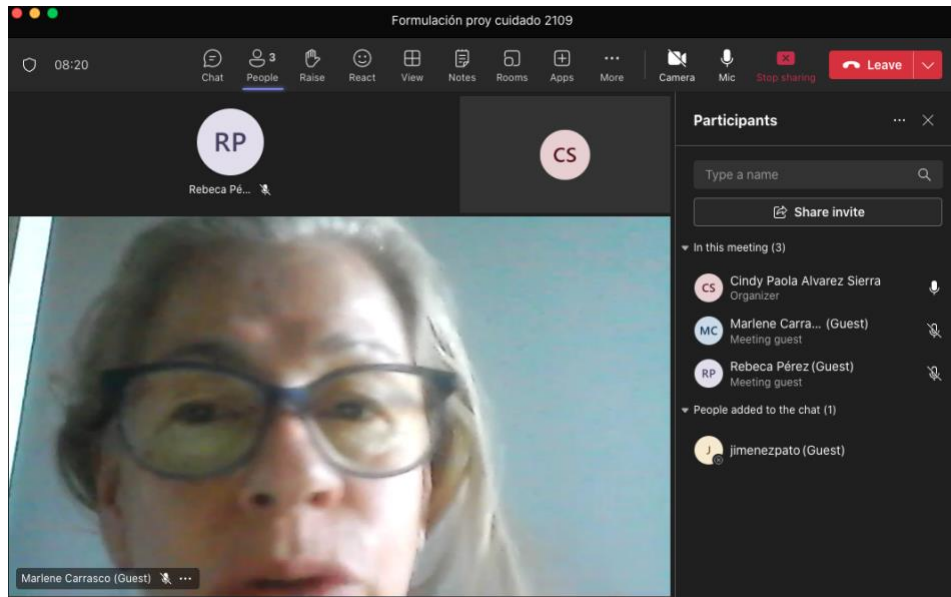 Formulación proy cuidado 2109
08:20
Chat
3
People
Raise
React
View
Notes
Rooms
Apps
More
Camera
Mic
Stop sharing
Leave
RP
Rebeca Pé...
CS
Marlene Carrasco (Guest)
Participants
Type a name
Share invite
In this meeting (3)
CS
Cindy Paola Alvarez Sierra
Organizer
MC
Marlene Carra... (Guest)
Meeting guest
RP
Rebeca Pérez (Guest)
Meeting guest
People added to the chat (1)
J
jimenezpato (Guest)